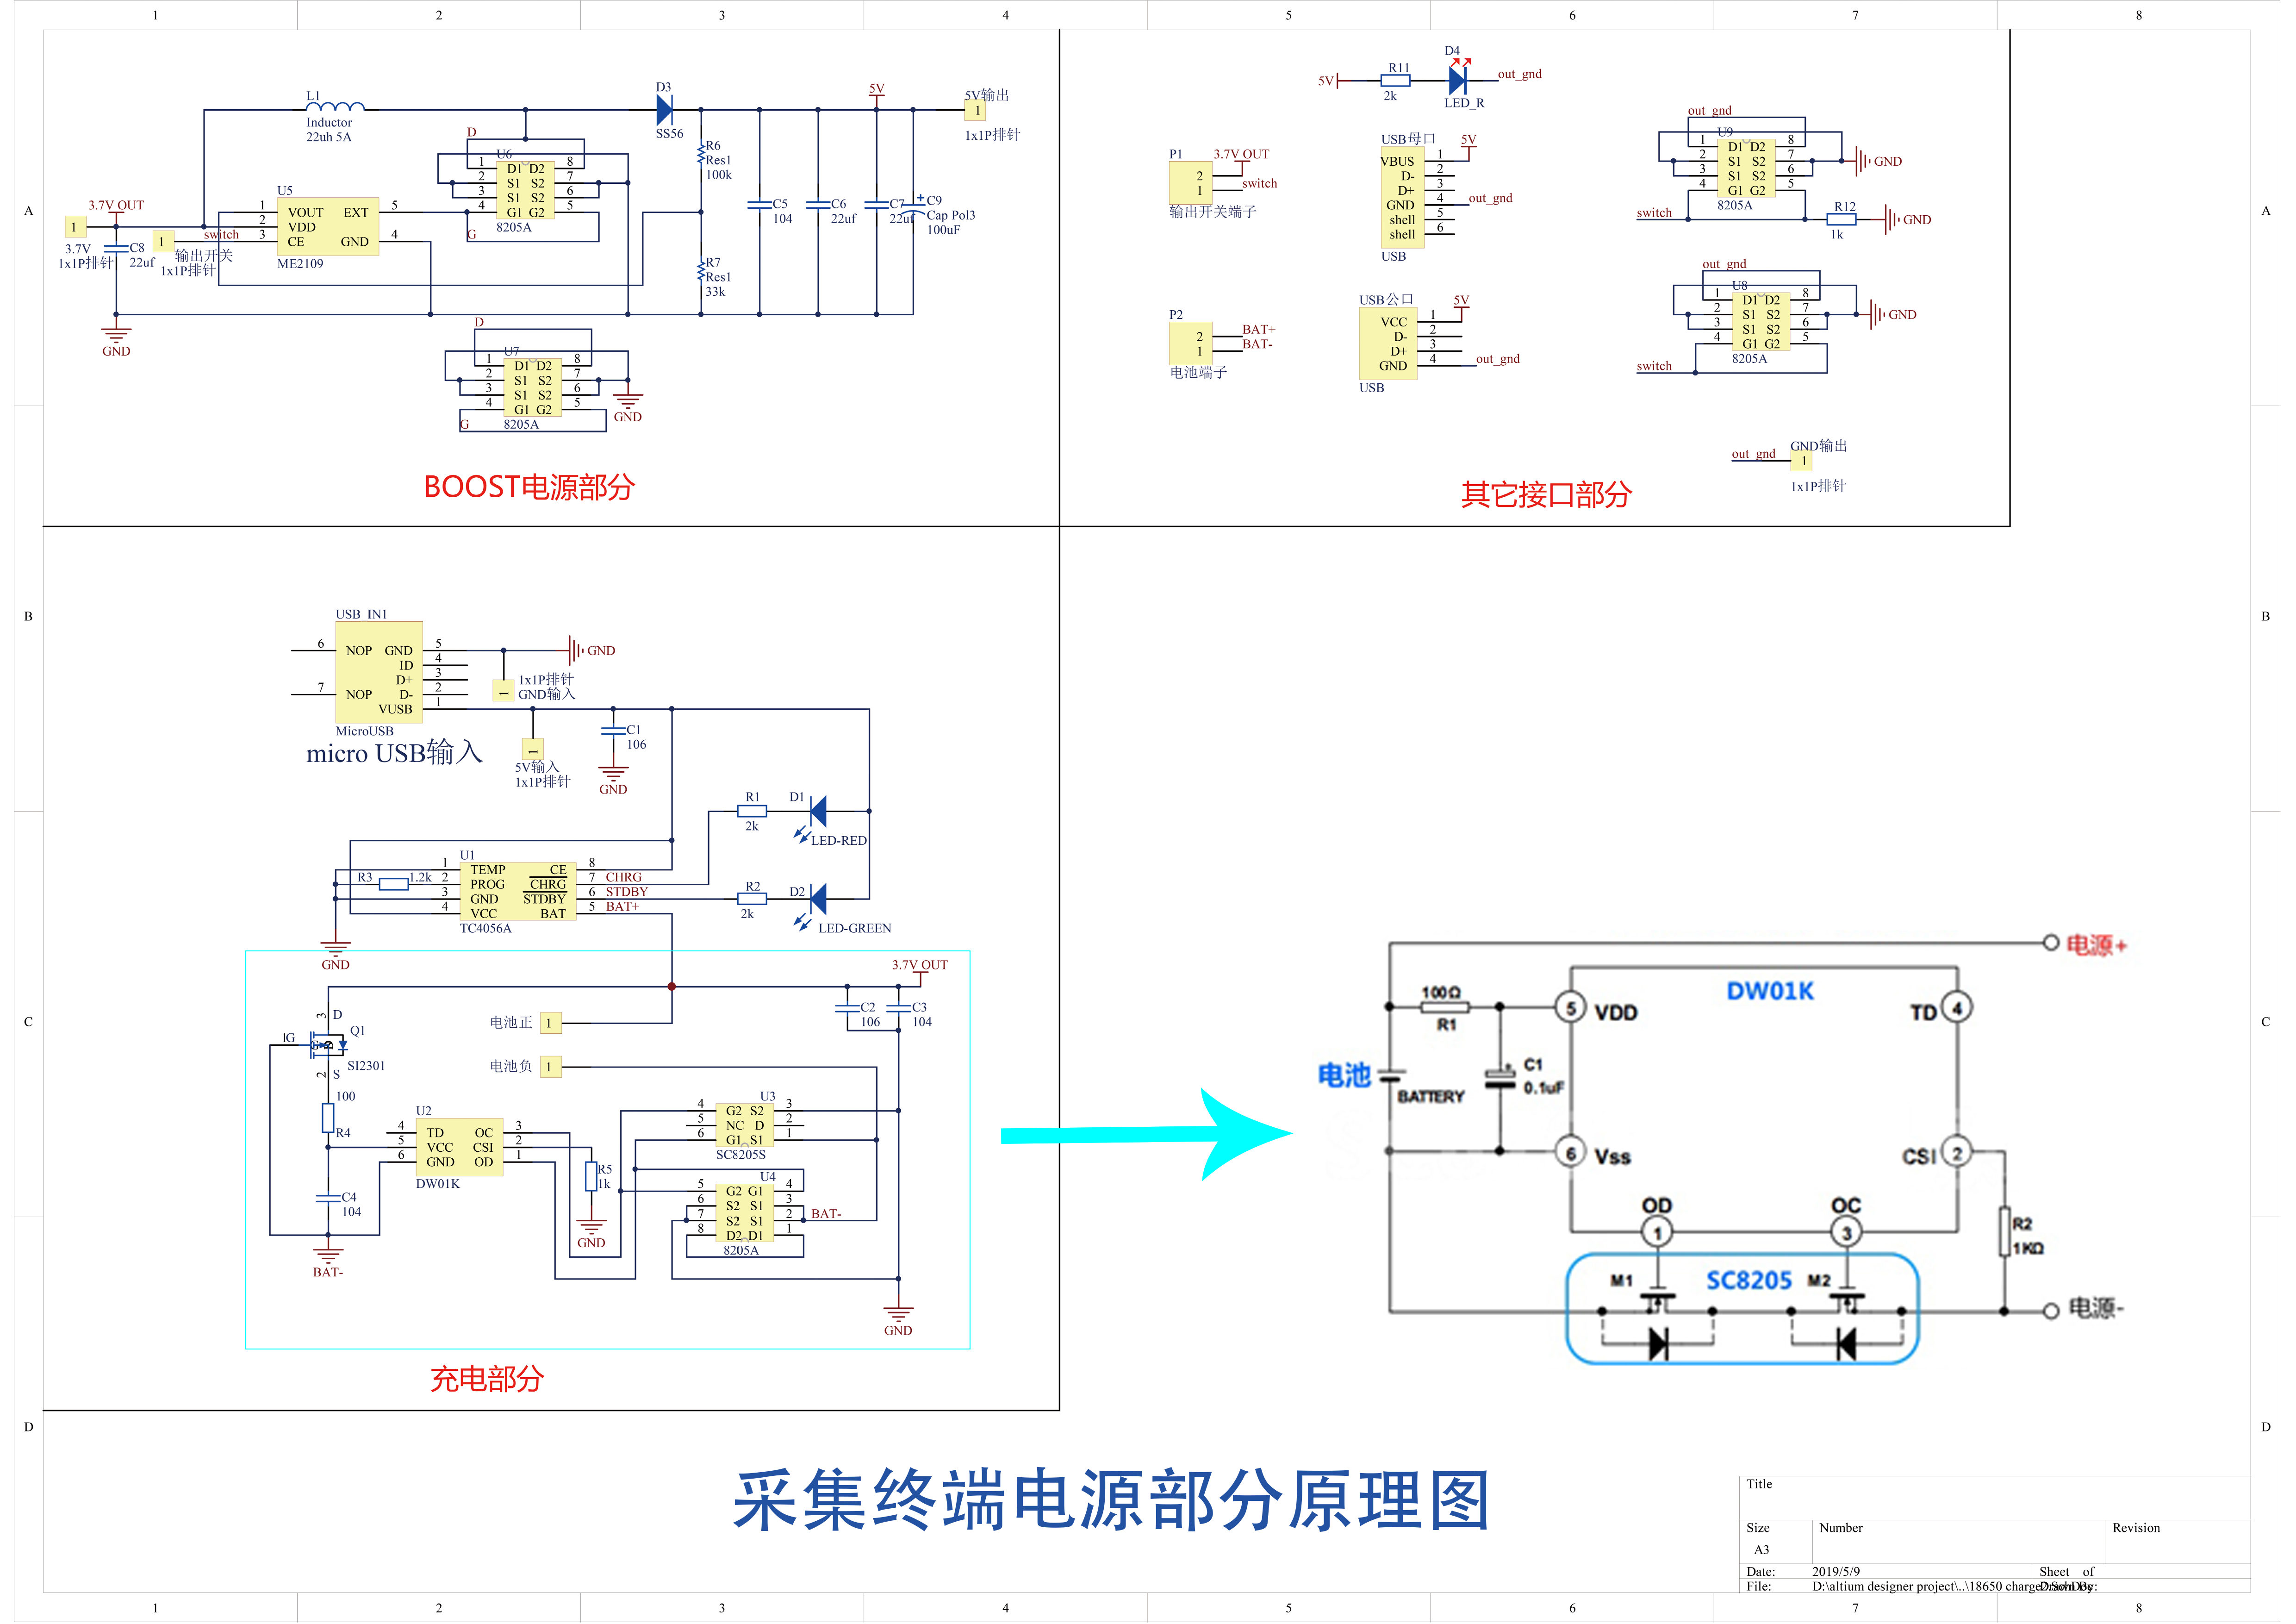 1 2 3 4 5 6 7 8
A
B
C
D
A
B
C
D
L1
Inductor
22uh 5A
D3
SS56
5V
5V输出
1
1x1P排针
D
U6
1 D1 D2 8
2 S1 S2 7
3 S1 S2 6
4 G1 G2 5
8205A
G
R6
Res1
100k
R7
Res1
33k
C5
104
C6
22uf
C7
22uf
C9
Cap Pol3
100uF
3.7V OUT
1
3.7V
1x1P排针
C8
22uf
GND
1
switch
输出开关
1x1P排针
U5
1 VOUT EXT 5
2 VDD
3 CE GND 4
ME2109
D
U7
1 D1 D2 8
2 S1 S2 7
3 S1 S2 6
4 G1 G2 5
8205A
G
GND
BOOST电源部分
5V
R11
2k
D4
LED_R
out_gnd
P1
3.7V OUT
2
1 switch
输出开关端子
USB母口
5V
VBUS 1
D- 2
D+ 3
GND 4 out_gnd
shell 5
shell 6
USB
P2
2 BAT+
1 BAT-
电池端子
USB公口
5V
VCC 1
D- 2
D+ 3
GND 4 out_gnd
USB
out_gnd
U9
1 D1 D2 8
2 S1 S2 7
3 S1 S2 6
4 G1 G2 5
8205A
GND
switch
R12
1k
GND
out_gnd
U8
1 D1 D2 8
2 S1 S2 7
3 S1 S2 6
4 G1 G2 5
8205A
GND
switch
out_gnd
GND输出
1
1x1P排针
其它接口部分
USB_IN1
6 NOP GND 5
ID 4
D+ 3
7 NOP D- 2
VUSB 1
MicroUSB
micro USB输入
GND
1
1x1P排针
GND输入
1
5V输入
1x1P排针
C1
106
GND
R1
2k
D1
LED-RED
R2
2k
D2
LED-GREEN
U1
1 TEMP CE 8
R3 1.2k 2 PROG CHRG 7 CHRG
3 GND STDBY 6 STDBY
4 VCC BAT 5 BAT+
TC4056A
GND
3.7V OUT
C2
106
C3
104
电池正 1
电池负 1
3 D
IG
Q1
SI2301
2 S
100
R4
C4
104
BAT-
U2
4 TD OC 3
5 VCC CSI 2
6 GND OD 1
DW01K
R5
1k
GND
U3
4 G2 S2 3
5 NC D 2
6 G1 S1 1
SC8205S
U4
5 G2 G1 4
6 S2 S1 3
7 S2 S1 2 BAT-
8 D2 D1 1
8205A
GND
充电部分
电源+
DW01K
100Ω
R1
5 VDD
TD 4
电池
BATTERY
C1
0.1uF
6 Vss
CSI 2
OD
1
OC
3
R2
1KΩ
M1 SC8205 M2
电源-
采集终端电源部分原理图
Title
Size
A3
Number
Revision
Date: 2019/5/9 Sheet of
File: D:\altium designer project\..\18650 charge2.SchDoc Drawn By:
1 2 3 4 5 6 7 8